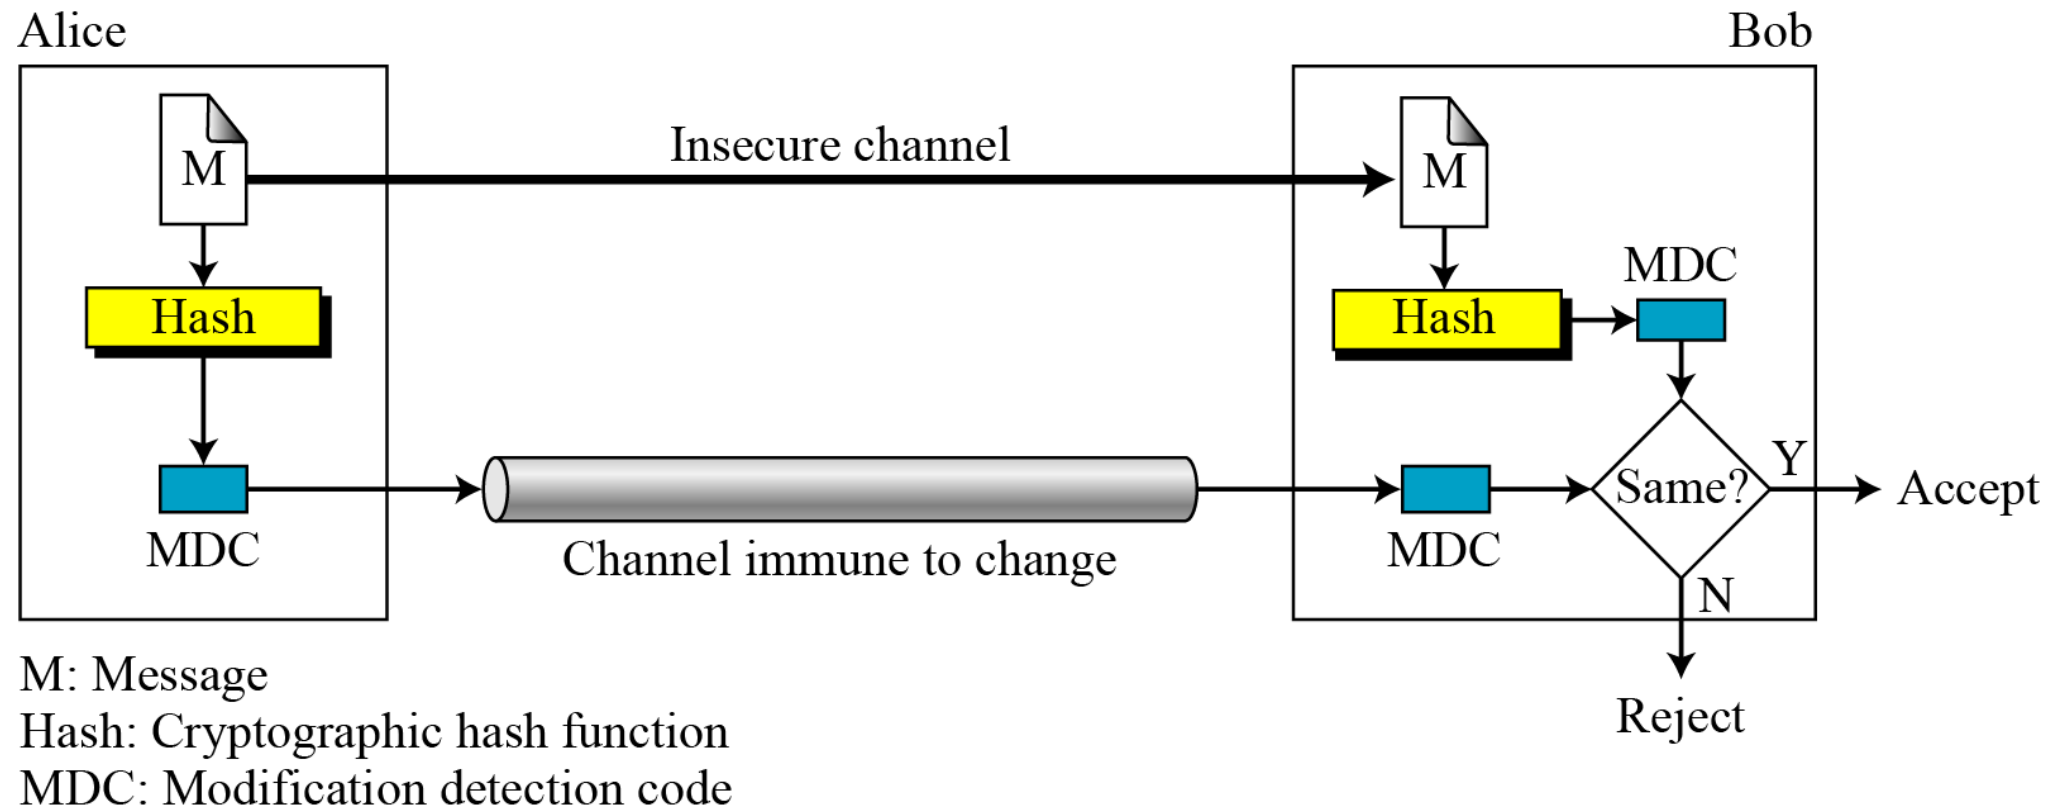 Alice
Bob
M
Insecure channel
M
Hash
Hash
MDC
MDC
Channel immune to change
MDC
Same?
Y
Accept
N
Reject
M: Message
Hash: Cryptographic hash function
MDC: Modification detection code